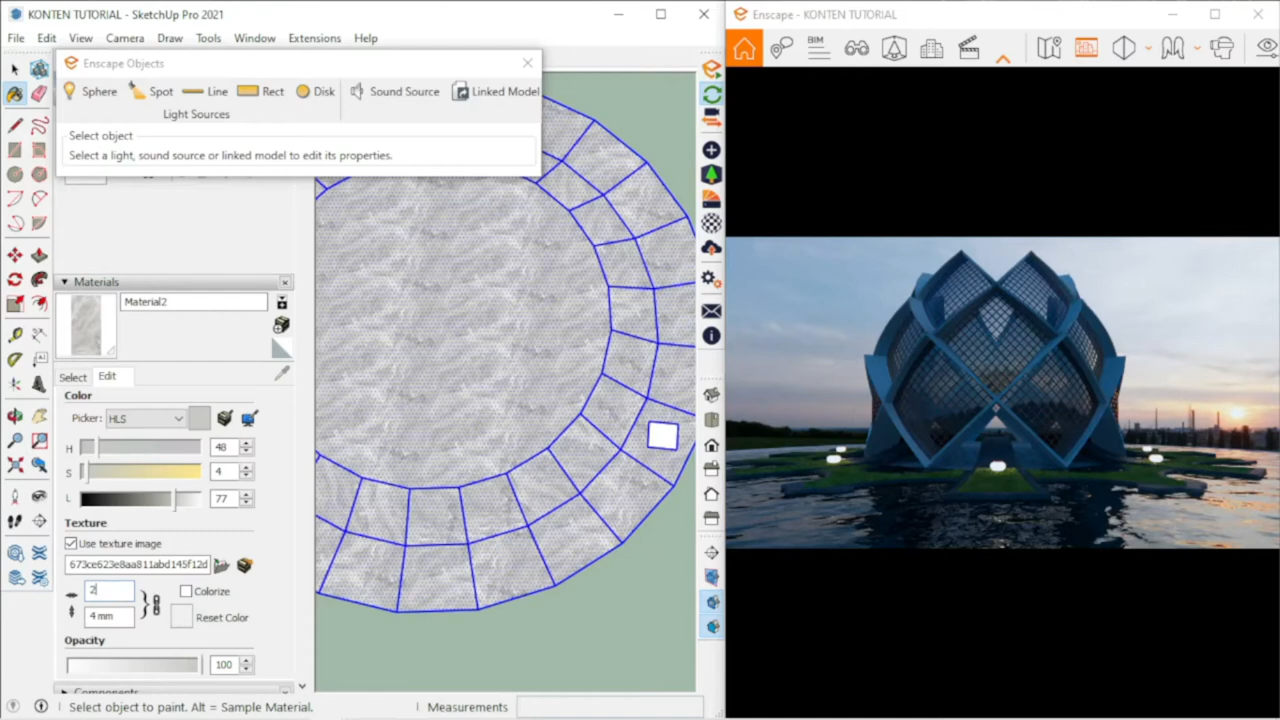 KONTEN TUTORIAL - SketchUp Pro 2021
File Edit View Camera Draw Tools Window Extensions Help
Enscape Objects
Sphere Spot Line Rect Disk Sound Source Linked Model
Light Sources
Select object
Select a light, sound source or linked model to edit its properties.
Materials
Material2
Select Edit
Color
Picker: HLS
H 48
S 4
L 77
Texture
Use texture image
673ce623e8aa811abd145f12d
2 Colorize
4 mm Reset Color
Opacity
100
Components
Select object to paint. Alt = Sample Material.
Measurements
Enscape - KONTEN TUTORIAL
BIM